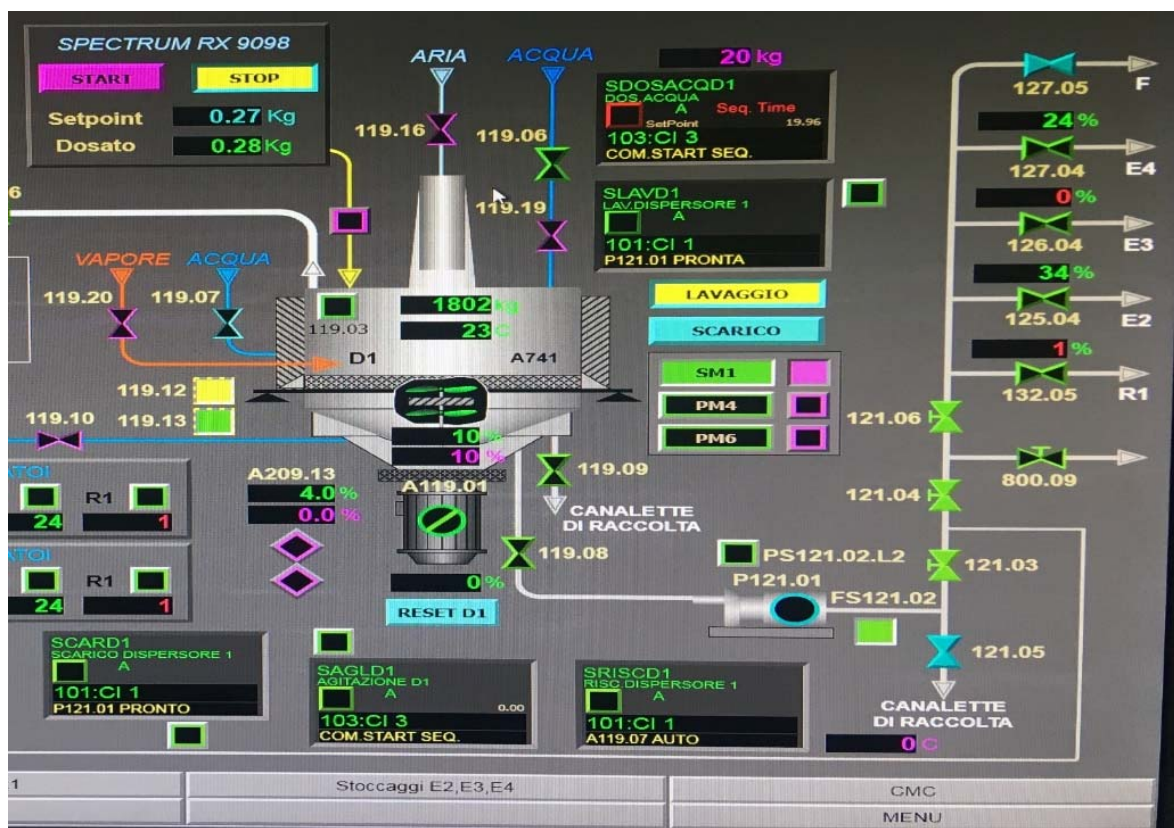 SPECTRUM RX 9098
START
STOP
Setpoint 0.27 Kg
Dosato 0.28 Kg
ARIA
ACQUA
20 kg
119.16
119.06
119.19
SDOSACQD1
DOS.ACQUA
A
Seq. Time
SetPoint
19.96
103:CI 3
COM.START SEQ.
SLAVD1
LAV.DISPERSORE 1
A
101:CI 1
P121.01 PRONTA
127.05
F
24 %
127.04
E4
0 %
126.04
E3
34 %
125.04
E2
1 %
132.05
R1
6
VAPORE
ACQUA
119.20
119.07
119.03
1802 kg
23 C
D1
A741
LAVAGGIO
SCARICO
SM1
PM4
PM6
119.12
119.13
119.10
10 %
10 %
119.09
CANALETTE
DI RACCOLTA
121.06
121.04
800.09
ATOI
R1
24
1
ATOI
R1
24
1
A209.13
4.0 %
0.0 %
A119.01
0 %
RESET D1
119.08
PS121.02.L2
P121.01
FS121.02
121.03
121.05
CANALETTE
DI RACCOLTA
0 C
SCARD1
SCARICO DISPERSORE 1
A
101:CI 1
P121.01 PRONTO
SAGLD1
AGITAZIONE D1
A
0.00
103:CI 3
COM.START SEQ.
SRISCD1
RISC.DISPERSORE 1
A
101:CI 1
A119.07 AUTO
1
Stoccaggi E2,E3,E4
CMC
MENU